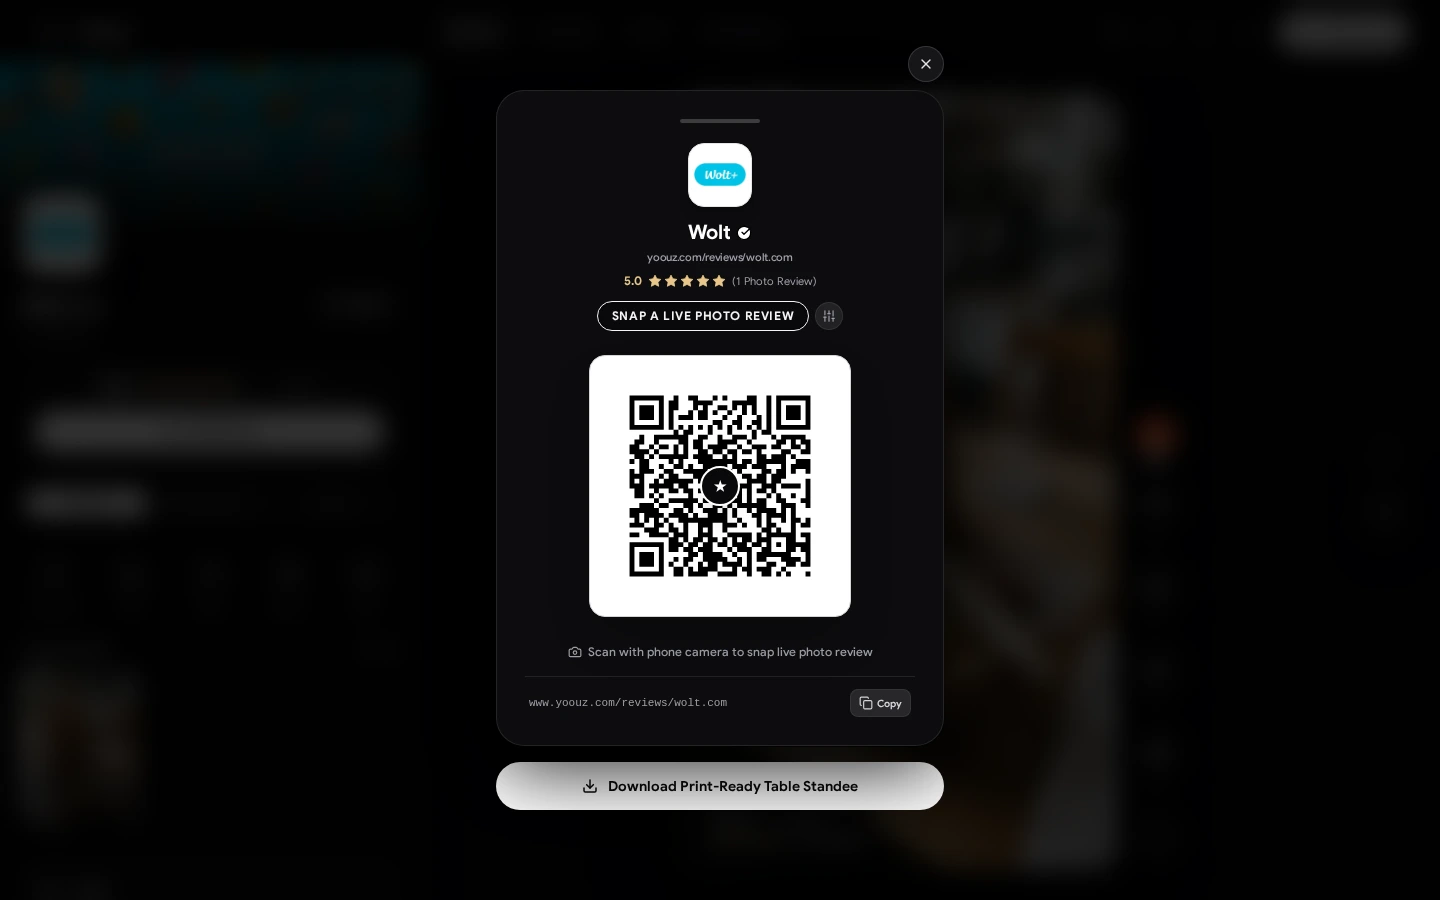 Wolt+
Wolt
yoouz.com/reviews/wolt.com
5.0 (1 Photo Review)
SNAP A LIVE PHOTO REVIEW
Scan with phone camera to snap live photo review
www.yoouz.com/reviews/wolt.com
Copy
Download Print-Ready Table Standee